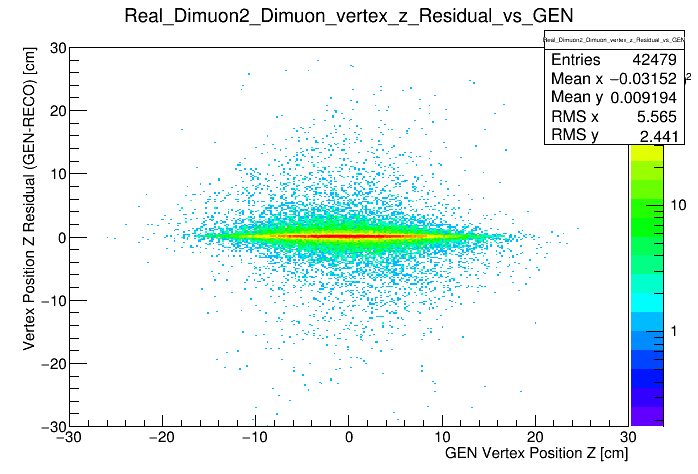 Real_Dimuon2_Dimuon_vertex_z_Residual_vs_GEN
Real_Dimuon2_Dimuon_vertex_z_Residual_vs_GEN
Entries 42479
Mean x −0.03152
Mean y 0.009194
RMS x 5.565
RMS y 2.441
2
10
1
Vertex Position Z Residual (GEN-RECO) [cm]
30
20
10
0
−10
−20
−30
−30 −20 −10 0 10 20 30
GEN Vertex Position Z [cm]